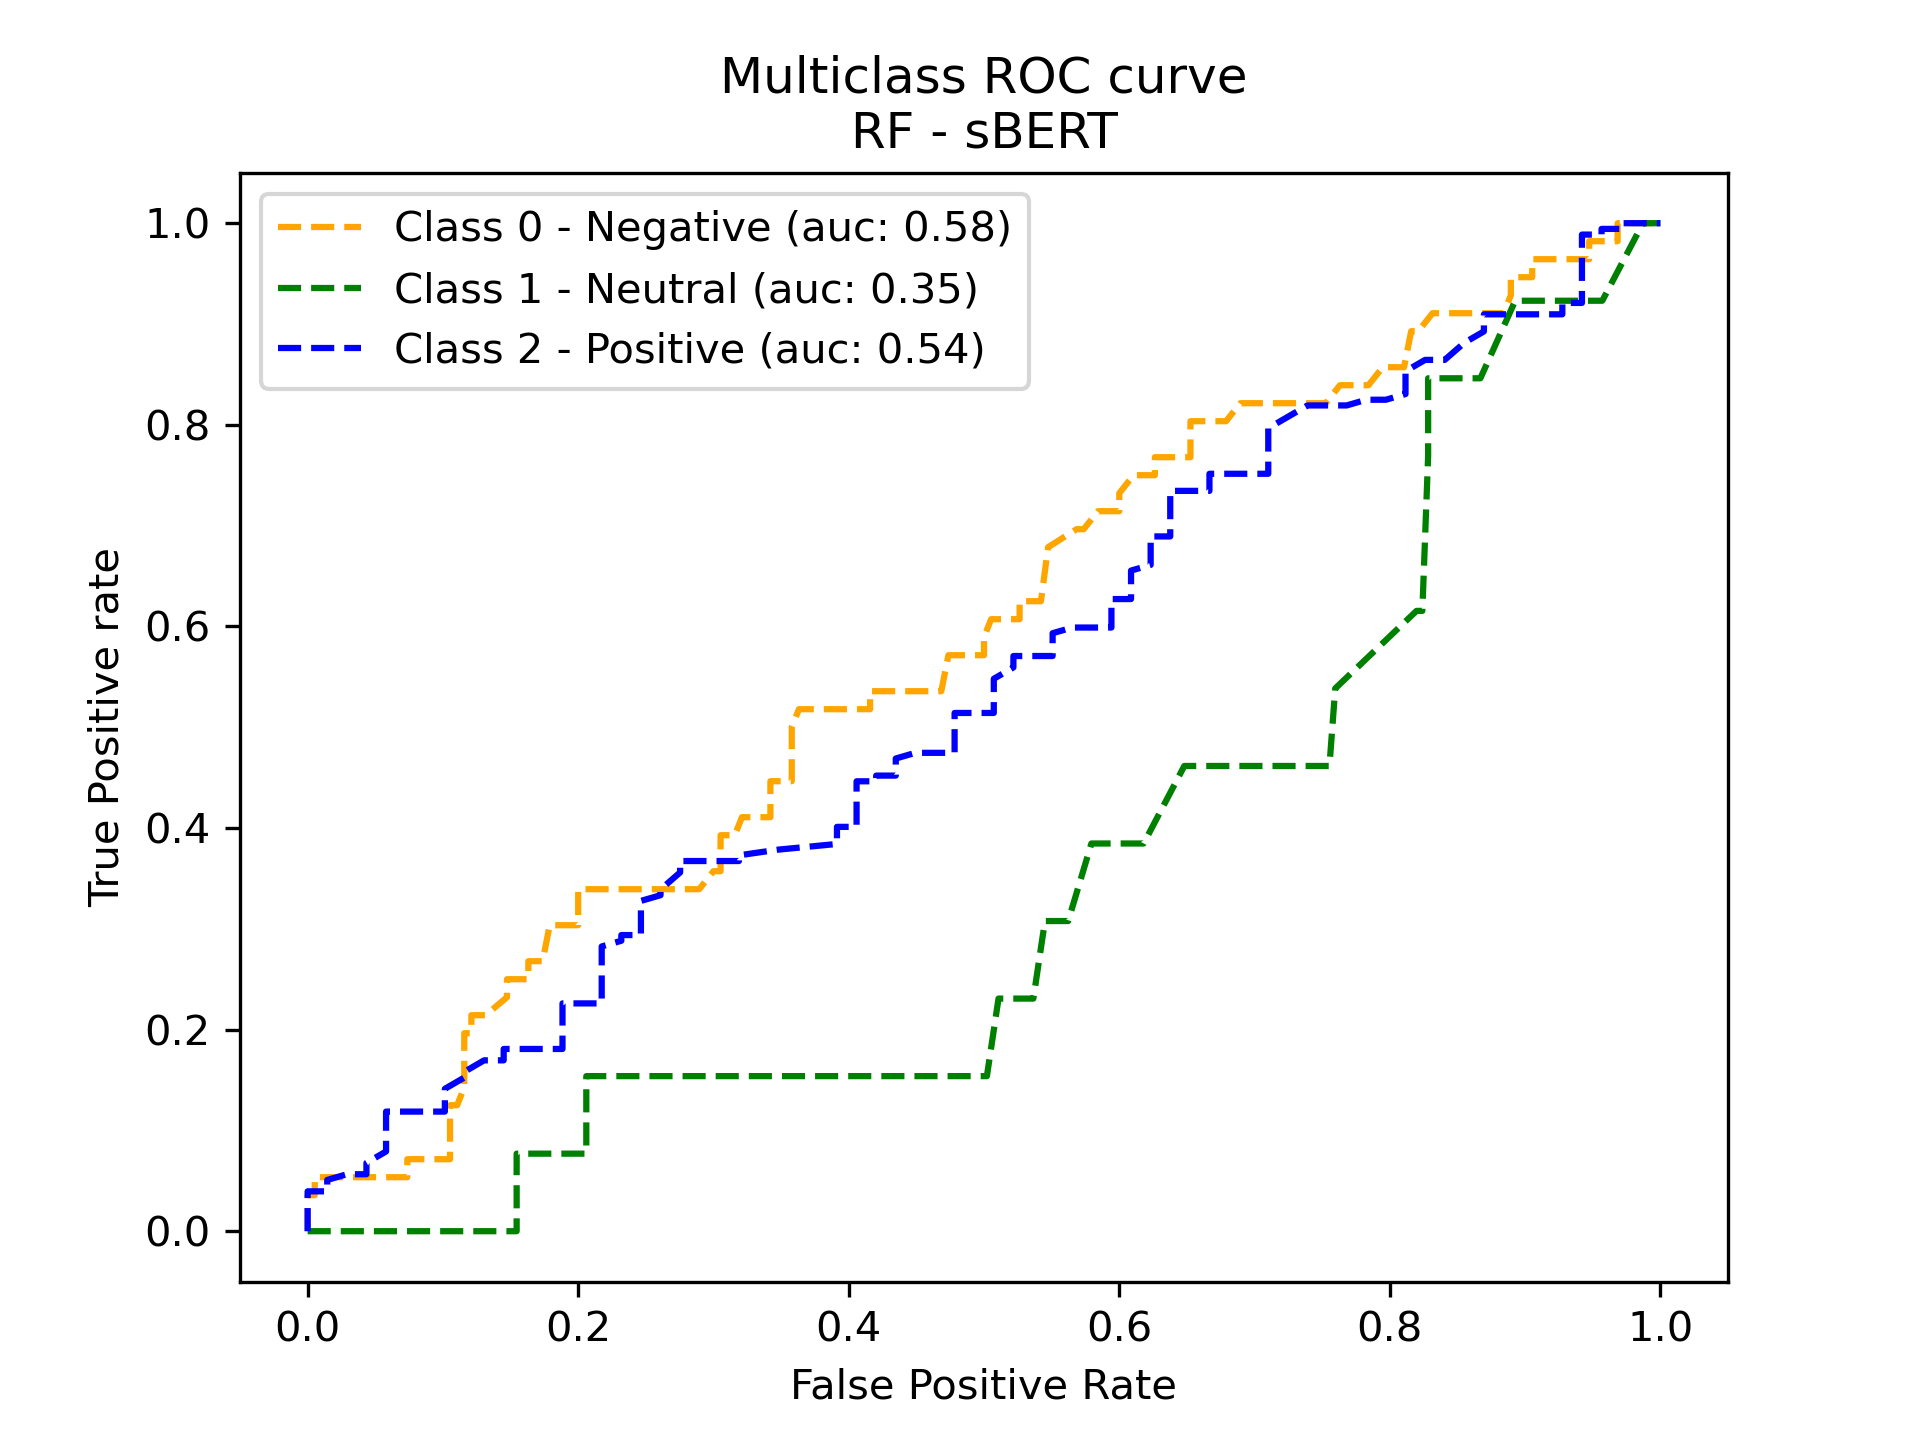 Multiclass ROC curve
RF - sBERT
Class 0 - Negative (auc: 0.58)
Class 1 - Neutral (auc: 0.35)
Class 2 - Positive (auc: 0.54)
True Positive rate
1.0
0.8
0.6
0.4
0.2
0.0
0.0 0.2 0.4 0.6 0.8 1.0
False Positive Rate